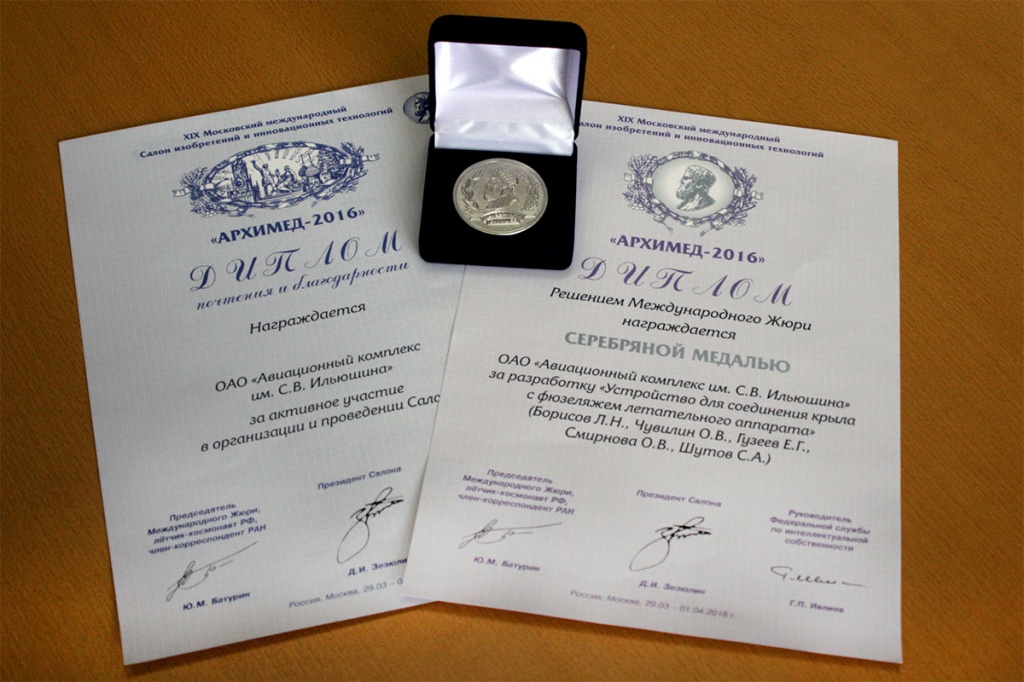 XIX Московский международный
Салон изобретений и инновационных технологий
«АРХИМЕД-2016»
ДИПЛОМ
почтения и благодарности
Награждается
ОАО «Авиационный комплекс
им. С.В. Ильюшина»
за активное участие
в организации и проведении Сало
Председатель
Международного Жюри,
лётчик-космонавт РФ,
член-корреспондент РАН
Ю.М. Батурин
Президент Салона
Д.И. Зезюлин
Россия, Москва, 29.03 – 0
XIX Московский международный
Салон изобретений и инновационных технологий
«АРХИМЕД-2016»
ДИПЛОМ
Решением Международного Жюри
награждается
СЕРЕБРЯНОЙ МЕДАЛЬЮ
ОАО «Авиационный комплекс им. С.В. Ильюшина»
за разработку «Устройство для соединения крыла
с фюзеляжем летательного аппарата»
(Борисов Л.Н., Чувилин О.В., Гузеев Е.Г.,
Смирнова О.В., Шутов С.А.)
Председатель
Международного Жюри,
лётчик-космонавт РФ,
член-корреспондент РАН
Ю.М. Батурин
Президент Салона
Д.И. Зезюлин
Руководитель
Федеральной службы
по интеллектуальной
собственности
Г.П. Ивлиев
Россия, Москва, 29.03 – 01.04.2016 г.